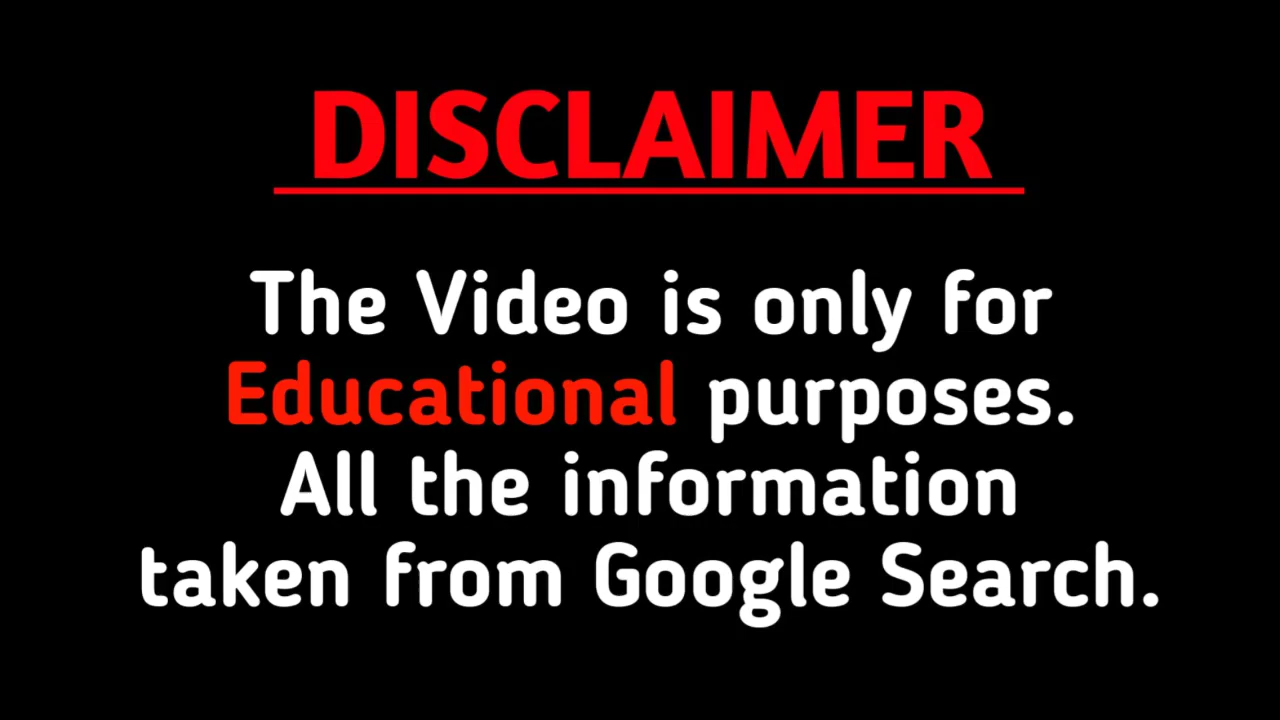 DISCLAIMER
The Video is only for
Educational purposes.
All the information
taken from Google Search.